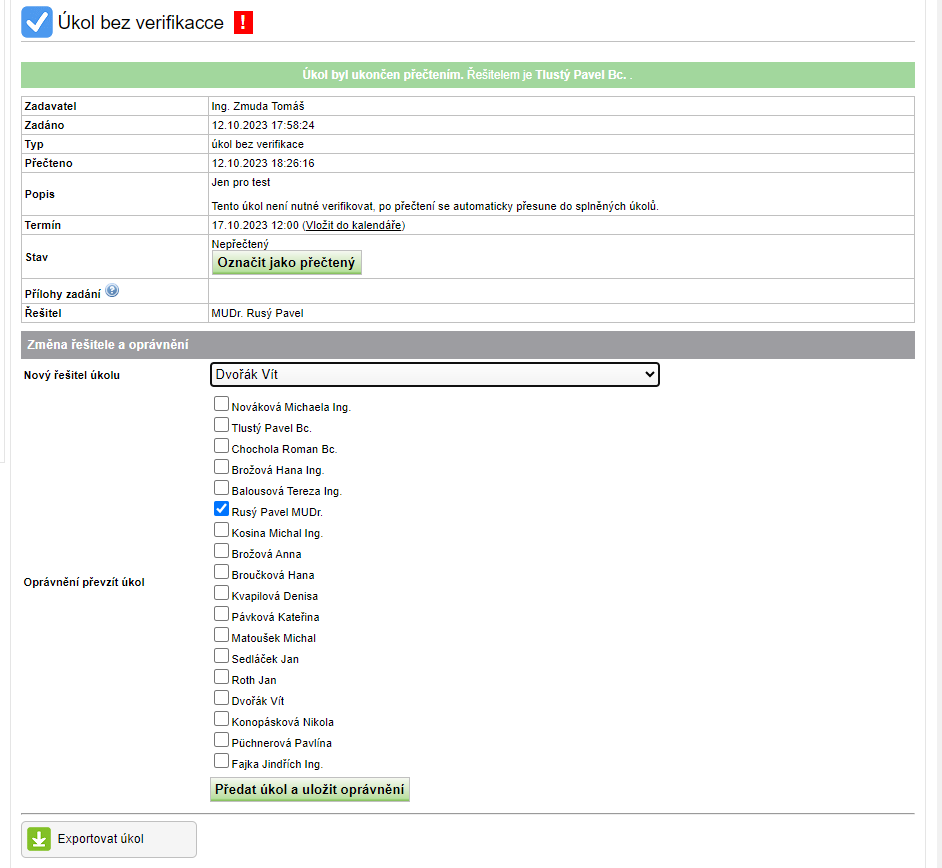 Úkol bez verifikacce !
Úkol byl ukončen přečtením. Řešitelem je Tlustý Pavel Bc. .
Zadavatel Ing. Zmuda Tomáš
Zadáno 12.10.2023 17:58:24
Typ úkol bez verifikace
Přečteno 12.10.2023 18:26:16
Popis Jen pro test
Tento úkol není nutné verifikovat, po přečtení se automaticky přesune do splněných úkolů.
Termín 17.10.2023 12:00 (Vložit do kalendáře)
Stav Nepřečtený
Označit jako přečtený
Přílohy zadání ?
Řešitel MUDr. Rusý Pavel
Změna řešitele a oprávnění
Nový řešitel úkolu Dvořák Vít
Oprávnění převzít úkol
Nováková Michaela Ing.
Tlustý Pavel Bc.
Chochola Roman Bc.
Brožová Hana Ing.
Balousová Tereza Ing.
Rusý Pavel MUDr.
Kosina Michal Ing.
Brožová Anna
Broučková Hana
Kvapilová Denisa
Pávková Kateřina
Matoušek Michal
Sedláček Jan
Roth Jan
Dvořák Vít
Konopásková Nikola
Püchnerová Pavlína
Fajka Jindřich Ing.
Předat úkol a uložit oprávnění
Exportovat úkol